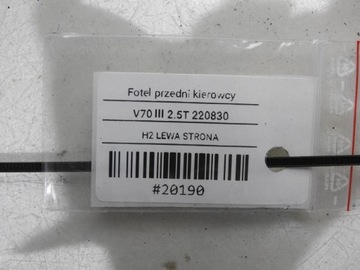 Fotel przedni kierowcy
V70 III 2.5T 220830
H2 LEWA STRONA
#20190